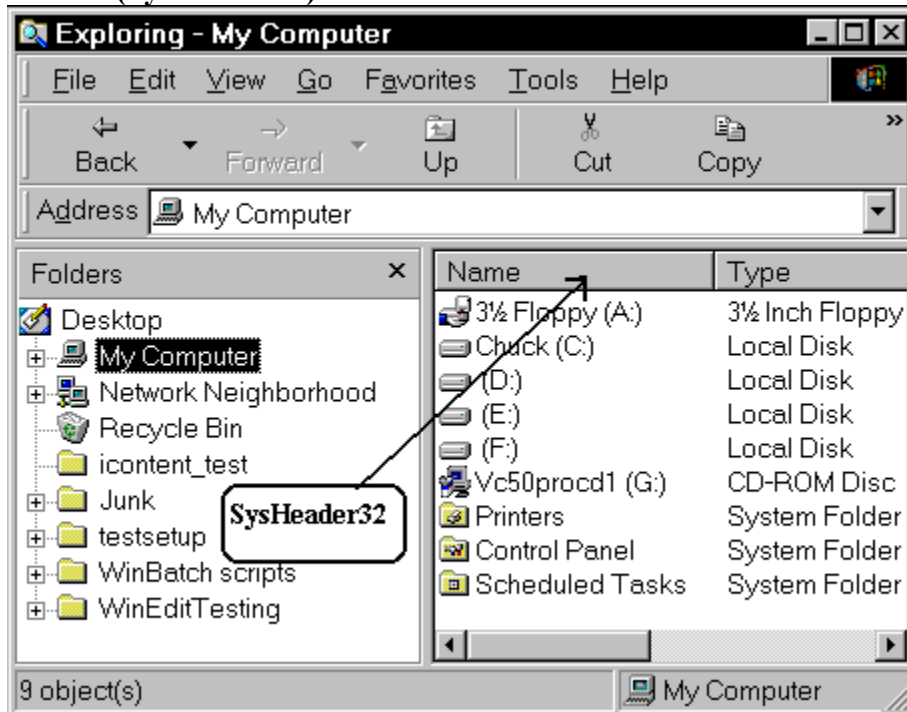 Exploring - My Computer
File Edit View Go Favorites Tools Help
Back Forward Up Cut Copy »
Address My Computer
Folders ×
Desktop
My Computer
Network Neighborhood
Recycle Bin
icontent_test
Junk
testsetup
WinBatch scripts
WinEditTesting
SysHeader32
Name Type
3½ Floppy (A:) 3½ Inch Floppy
Chuck (C:) Local Disk
(D:) Local Disk
(E:) Local Disk
(F:) Local Disk
Vc50procd1 (G:) CD-ROM Disc
Printers System Folder
Control Panel System Folder
Scheduled Tasks System Folder
9 object(s) My Computer